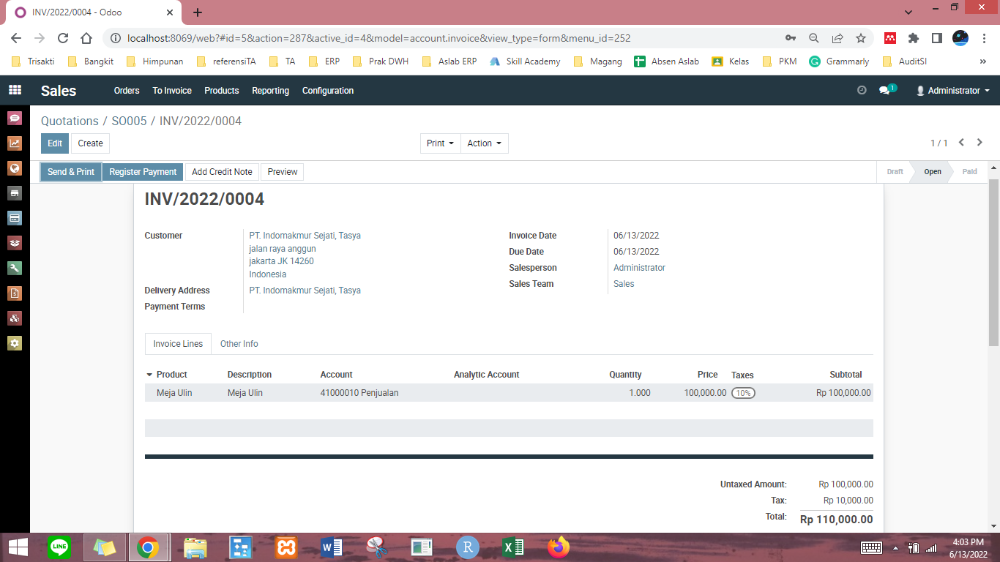 INV/2022/0004 - Odoo
localhost:8069/web?#id=5&action=287&active_id=4&model=account.invoice&view_type=form&menu_id=252
Trisakti Bangkit Himpunan referensiTA TA ERP Prak DWH Aslab ERP Skill Academy Magang Absen Aslab Kelas PKM Grammarly AuditSI »
Sales Orders To Invoice Products Reporting Configuration 1 Administrator
Quotations / SO005 / INV/2022/0004
Edit Create Print Action 1 / 1
Send & Print Register Payment Add Credit Note Preview Draft Open Paid
INV/2022/0004
Customer PT. Indomakmur Sejati, Tasya Invoice Date 06/13/2022
jalan raya anggun Due Date 06/13/2022
jakarta JK 14260 Salesperson Administrator
Indonesia Sales Team Sales
Delivery Address PT. Indomakmur Sejati, Tasya
Payment Terms
Invoice Lines Other Info
Product Description Account Analytic Account Quantity Price Taxes Subtotal
Meja Ulin Meja Ulin 41000010 Penjualan 1.000 100,000.00 10% Rp 100,000.00
Untaxed Amount: Rp 100,000.00
Tax: Rp 10,000.00
Total: Rp 110,000.00
LINE W R X 4:03 PM
6/13/2022